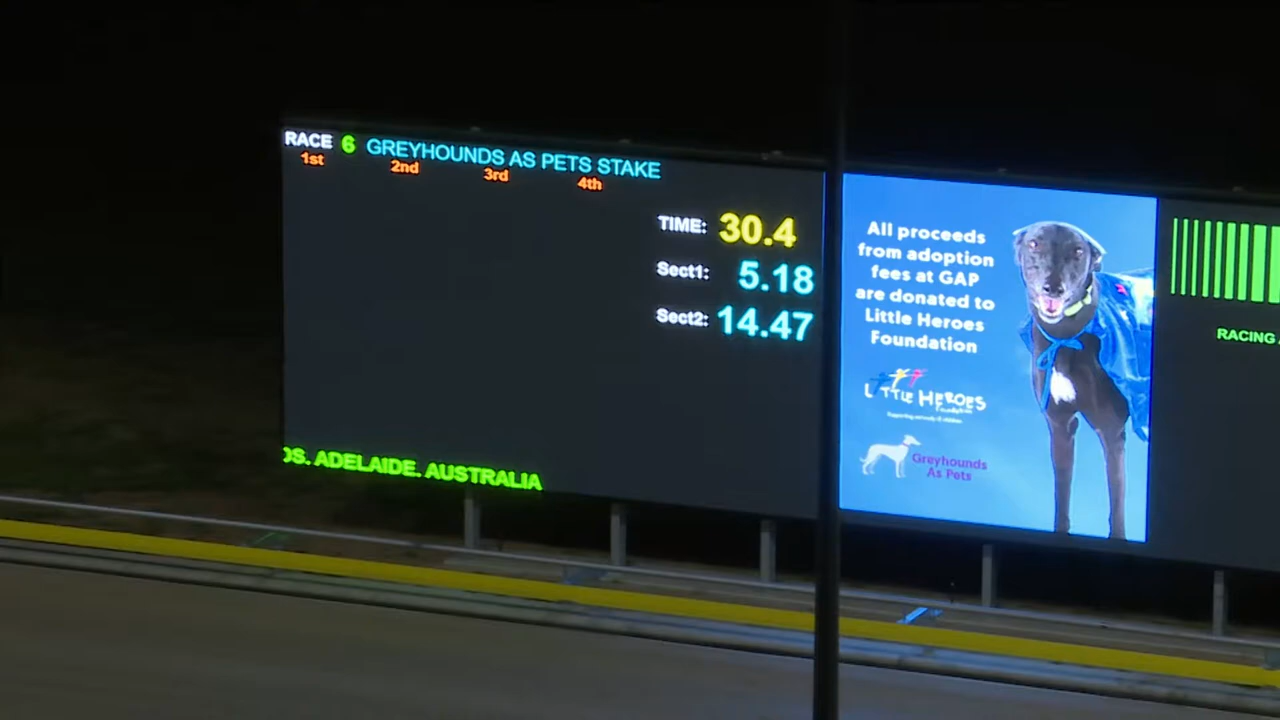 RACE 6 GREYHOUNDS AS PETS STAKE
1st 2nd 3rd 4th
TIME: 30.4
Sect1: 5.18
Sect2: 14.47
OS. ADELAIDE. AUSTRALIA
All proceeds
from adoption
fees at GAP
are donated to
Little Heroes
Foundation
LITTLE HEROES
Foundation
Greyhounds
As Pets
RACING